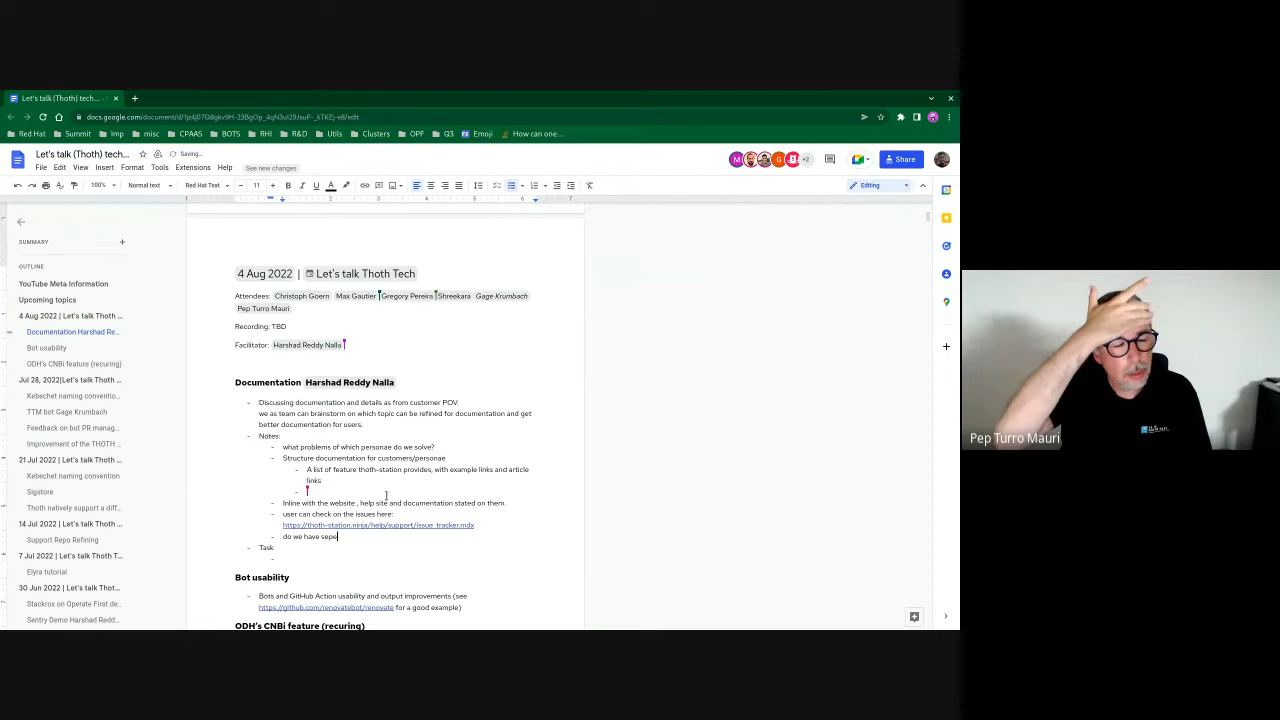 Let's talk (Thoth) tech...
docs.google.com/document/d/
Red Hat Summit Imp misc CPAAS BOTS RHI R&D Utils Clusters OPF Q3 Emoji How can one...
Let's talk (Thoth) tech... Saving...
File Edit View Insert Format Tools Extensions Help See new changes
M G +2 Share
100% Normal text Red Hat Text 11 Editing
1 2 3 4 5 6 7
SUMMARY
OUTLINE
YouTube Meta Information
Upcoming topics
4 Aug 2022 | Let's talk Thoth ...
Documentation Harshad Re...
Bot usability
ODH's CNBi feature (recuring)
Jul 28, 2022|Let's talk Thoth ...
Kebechet naming conventio...
TTM bot Gage Krumbach
Feedback on bot PR manag...
Improvement of the THOTH ...
21 Jul 2022 | Let's talk Thoth ...
Kebechet naming convention
Sigstore
Thoth natively support a diff...
14 Jul 2022 | Let's talk Thoth ...
Support Repo Refining
7 Jul 2022 | Let's talk Thoth T...
Elyra tutorial
30 Jun 2022 | Let's talk Thot...
Stackrox on Operate First de...
Sentry Demo Harshad Redd...
4 Aug 2022 | Let's talk Thoth Tech
Attendees: Christoph Goern Max Gautier Gregory Pereira Shreekara Gage Krumbach
Pep Turro Mauri
Recording: TBD
Facilitator: Harshad Reddy Nalla
Documentation Harshad Reddy Nalla
- Discussing documentation and details as from customer POV.
we as team can brainstorm on which topic can be refined for documentation and get
better documentation for users.
- Notes:
- what problems of which personae do we solve?
- Structure documentation for customers/personae
- A list of feature thoth-station provides, with example links and article
links
-
- Inline with the website , help site and documentation stated on them.
- user can check on the issues here:
https://thoth-station.ninja/help/support/issue_tracker.mdx
- do we have sepe
- Task
-
Bot usability
- Bots and GitHub Action usability and output improvements (see
https://github.com/renovatebot/renovate for a good example)
ODH's CNBi feature (recuring)
Pep Turro Mauri